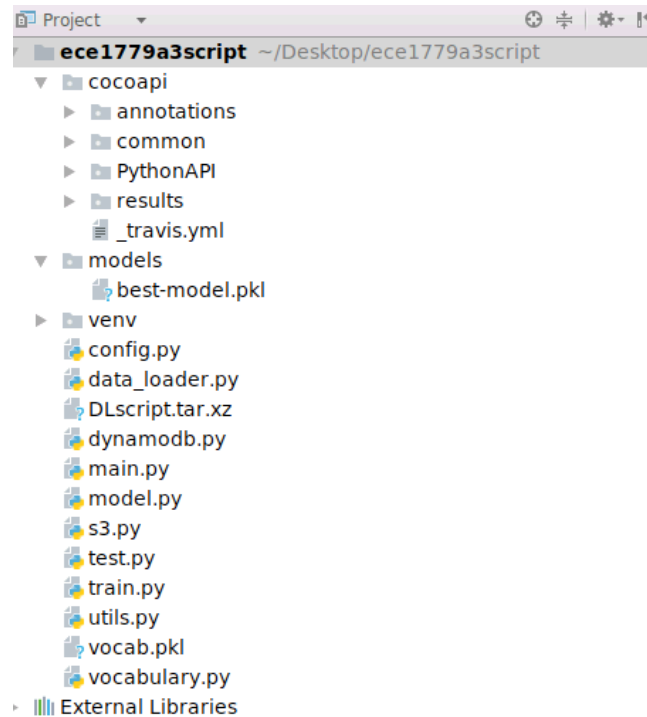 Project
ece1779a3script ~/Desktop/ece1779a3script
cocoapi
annotations
common
PythonAPI
results
_travis.yml
models
best-model.pkl
venv
config.py
data_loader.py
DLscript.tar.xz
dynamodb.py
main.py
model.py
s3.py
test.py
train.py
utils.py
vocab.pkl
vocabulary.py
External Libraries